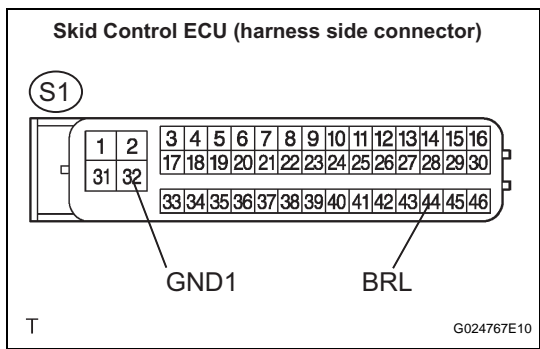 Skid Control ECU (harness side connector)
S1
1 2 3 4 5 6 7 8 9 10 11 12 13 14 15 16
17 18 19 20 21 22 23 24 25 26 27 28 29 30
31 32
33 34 35 36 37 38 39 40 41 42 43 44 45 46
GND1 BRL
T G024767E10